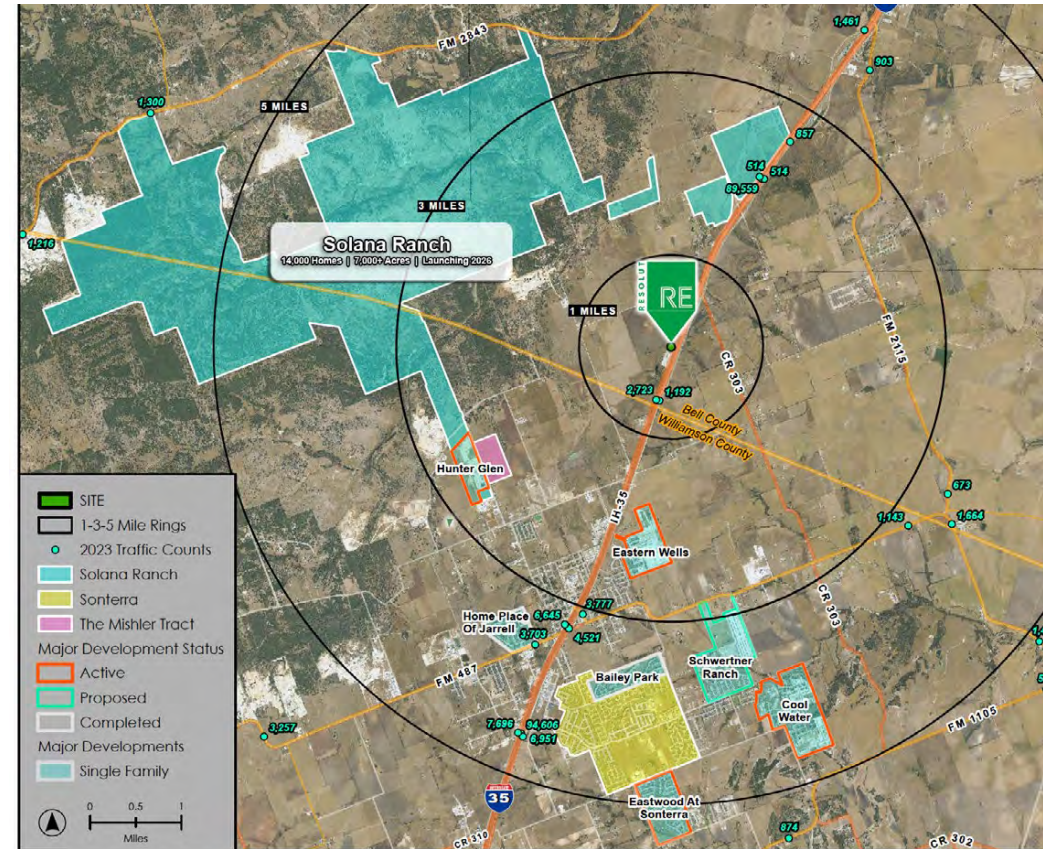 1,461
FM 2843
903
5 MILES
1,300
857
514
514
89,559
3 MILES
1,216
Solana Ranch
14,000 Homes | 7,000+ Acres | Launching 2026
RESOLUT
RE
1 MILES
FM 2115
CR 303
2,723
1,192
Bell County
Williamson County
Hunter Glen
IH-35
673
1,143
1,664
Eastern Wells
3,777
6,645
Home Place
Of Jarrell
4,521
3,703
CR 303
FM 487
Schwertner
Ranch
Bailey Park
Cool
Water
3,257
7,696
94,606
6,951
FM 1105
INTERSTATE
35
Eastwood At
Sonterra
CR 310
874
CR 302
SITE
1-3-5 Mile Rings
2023 Traffic Counts
Solana Ranch
Sonterra
The Mishler Tract
Major Development Status
Active
Proposed
Completed
Major Developments
Single Family
0 0.5 1
Miles